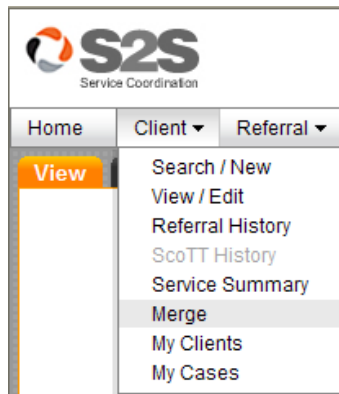 S2S
Service Coordination
Home Client Referral
View
Search / New
View / Edit
Referral History
ScoTT History
Service Summary
Merge
My Clients
My Cases